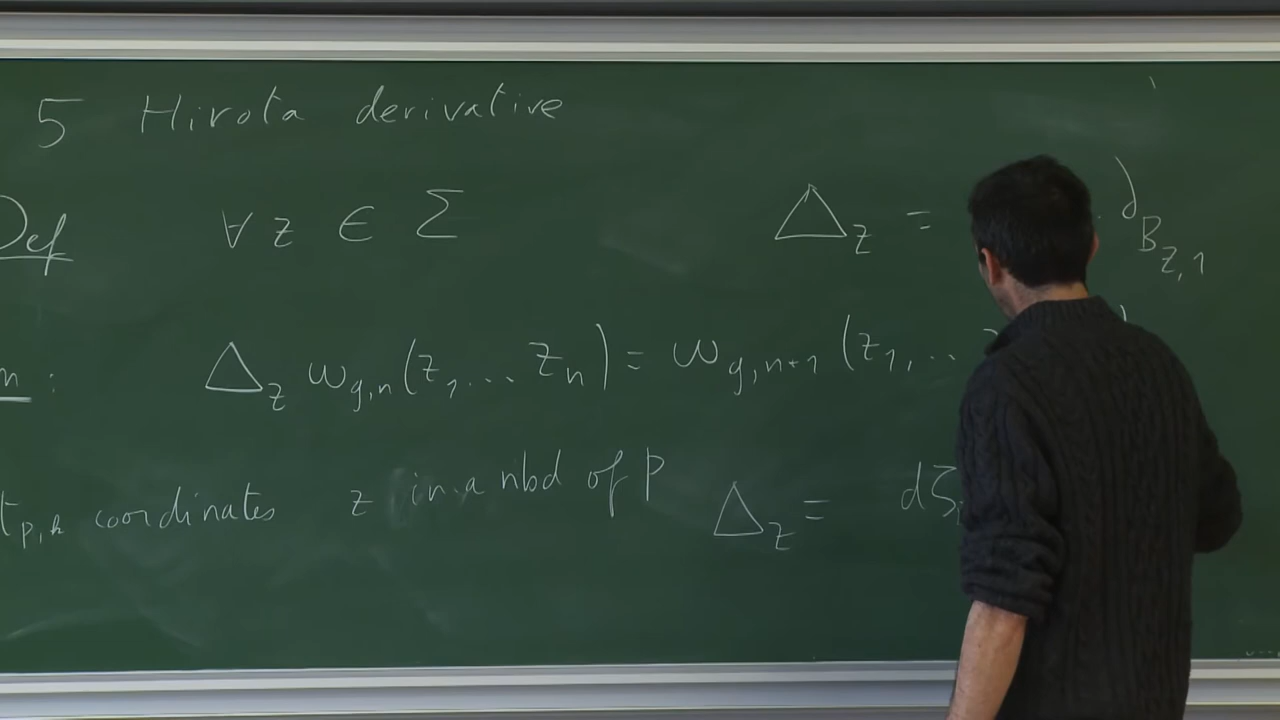 5 Hirota derivative
Def ∀ z ∈ Σ Δ_z = ∂_{B_{z,1}}
: Δ_z ω_{g,n}(z_1, ... z_n) = ω_{g,n+1}(z_1, ...
t_{p,k} coordinates z in a nbd of p Δ_z = dζ